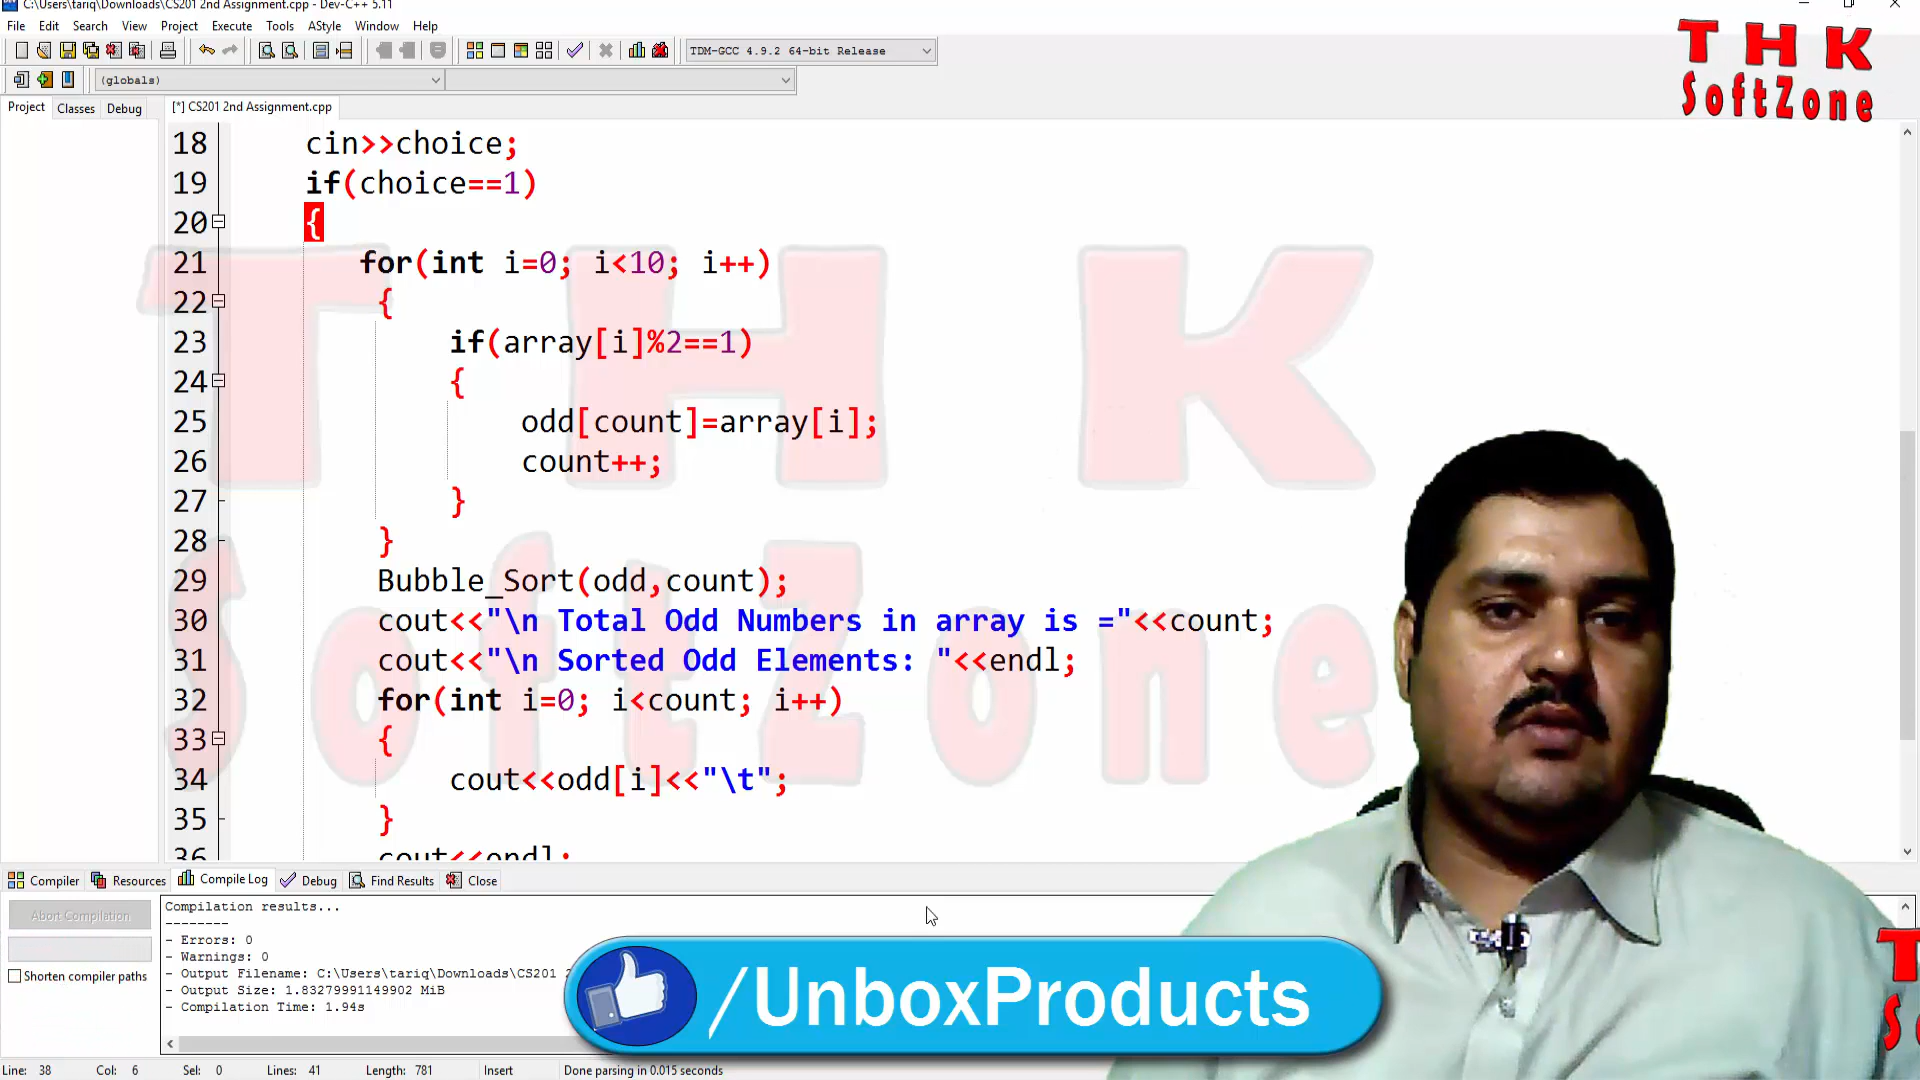 C:\Users\tariq\Downloads\CS201 2nd Assignment.cpp - Dev-C++ 5.11
File Edit Search View Project Execute Tools AStyle Window Help
TDM-GCC 4.9.2 64-bit Release
(globals)
Project Classes Debug
[*] CS201 2nd Assignment.cpp
T H K
SoftZone
18 cin>>choice;
19 if(choice==1)
20 {
21 for(int i=0; i<10; i++)
22 {
23 if(array[i]%2==1)
24 {
25 odd[count]=array[i];
26 count++;
27 }
28 }
29 Bubble_Sort(odd,count);
30 cout<<"\n Total Odd Numbers in array is ="<<count;
31 cout<<"\n Sorted Odd Elements: "<<endl;
32 for(int i=0; i<count; i++)
33 {
34 cout<<odd[i]<<"\t";
35 }
36 cout<<endl;
T H K
SoftZone
Compiler Resources Compile Log Debug Find Results Close
Abort Compilation
Shorten compiler paths
Compilation results...
--------
- Errors: 0
- Warnings: 0
- Output Filename: C:\Users\tariq\Downloads\CS201 2
- Output Size: 1.83279991149902 MiB
- Compilation Time: 1.94s
/UnboxProducts
Line: 38 Col: 6 Sel: 0 Lines: 41 Length: 781 Insert Done parsing in 0.015 seconds